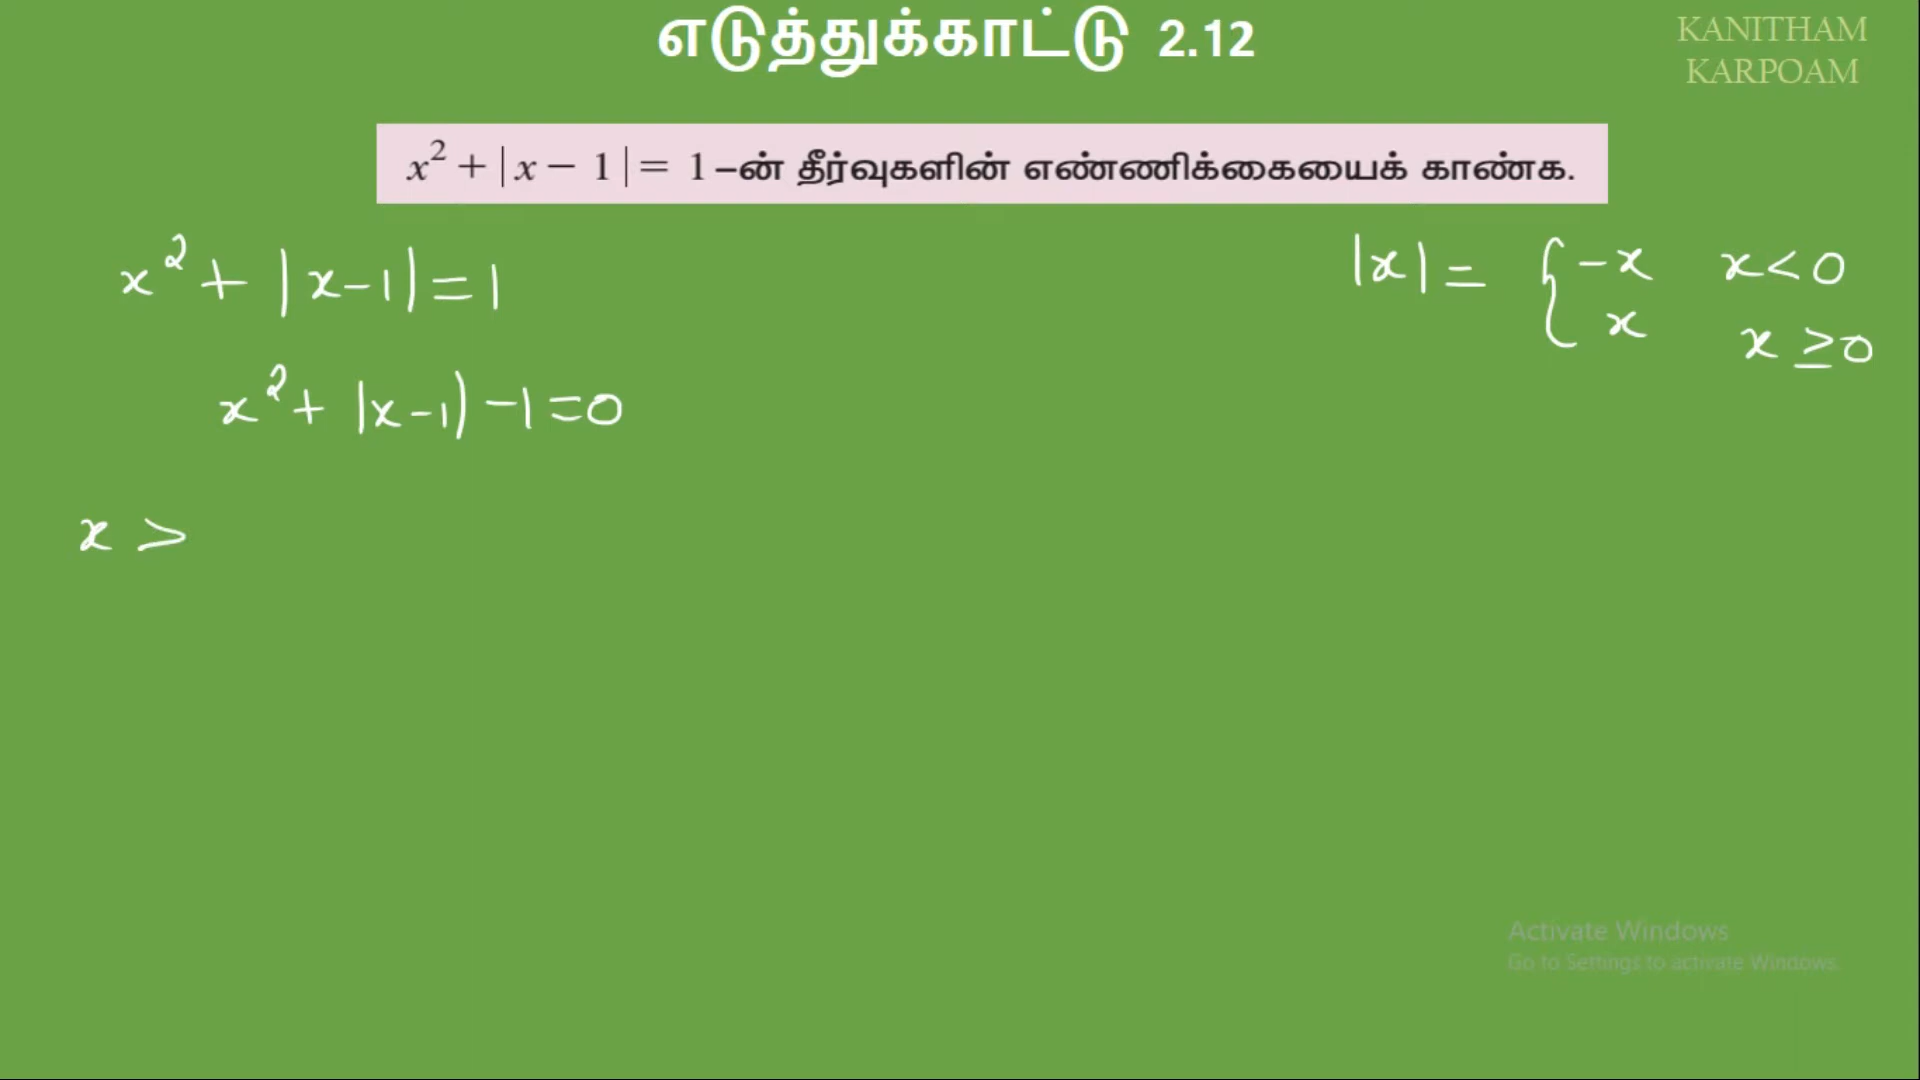 எடுத்துக்காட்டு 2.12
KANITHAM
KARPOAM
x² + |x − 1| = 1 –ன் தீர்வுகளின் எண்ணிக்கையைக் காண்க.
x² + |x-1| = 1
|x| = { -x x < 0
x x ≥ 0
x² + |x-1| - 1 = 0
x >
Activate Windows
Go to Settings to activate Windows.